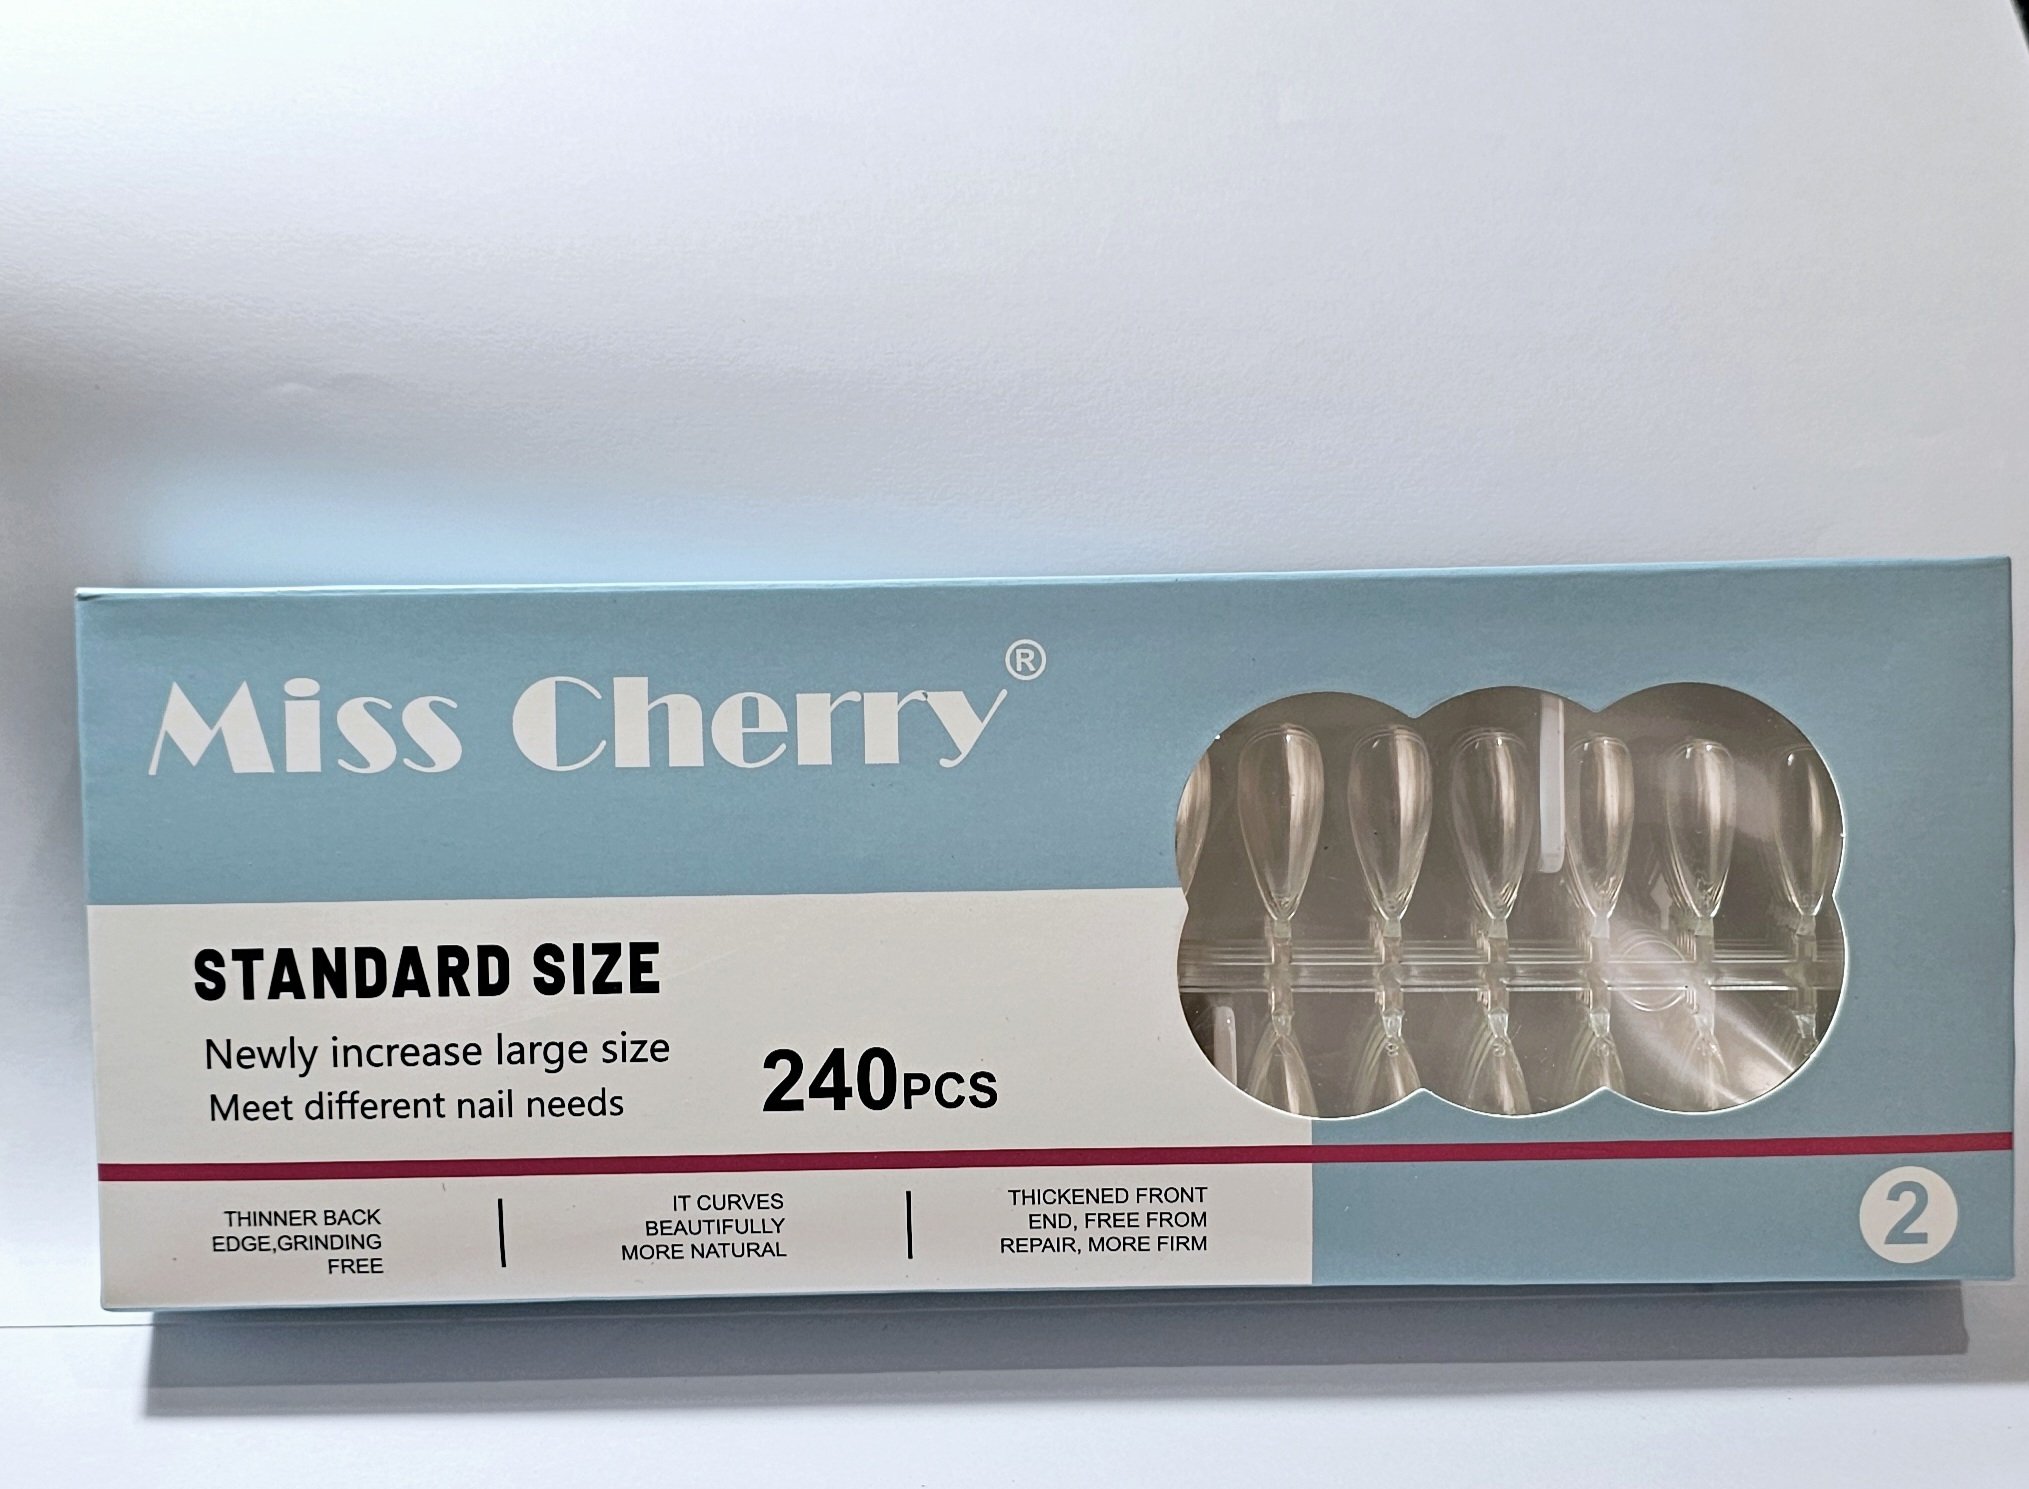 Miss Cherry®
STANDARD SIZE
Newly increase large size
Meet different nail needs
240PCS
THINNER BACK
EDGE,GRINDING
FREE
IT CURVES
BEAUTIFULLY
MORE NATURAL
THICKENED FRONT
END, FREE FROM
REPAIR, MORE FIRM
2